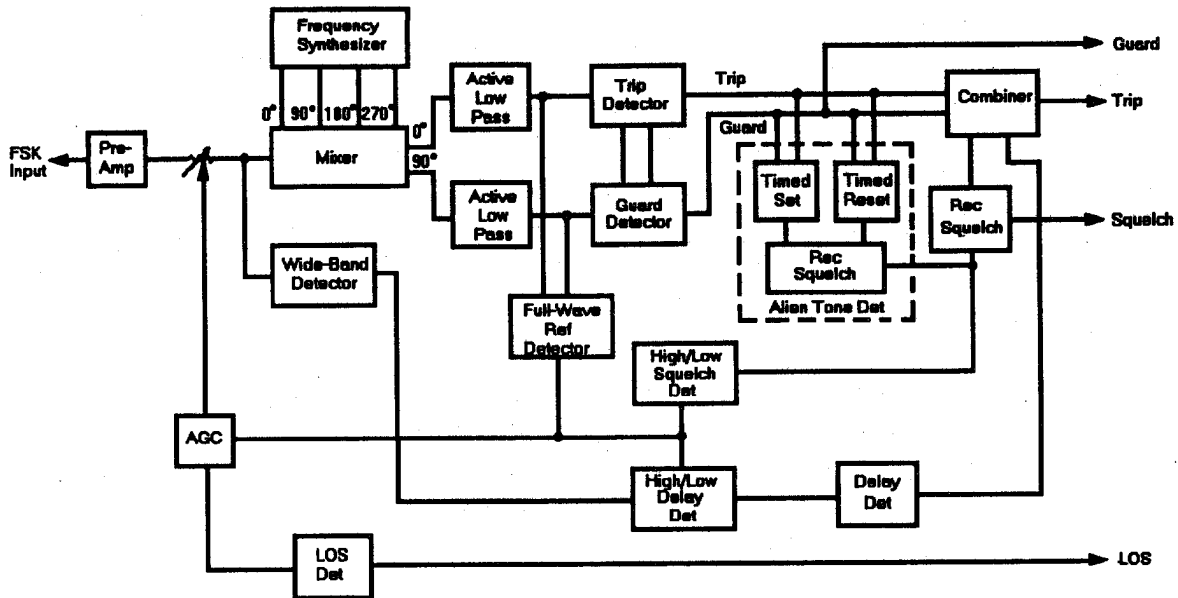 Frequency
Synthesizer
0° 90° 180° 270°
FSK
Input
Pre-
Amp
Mixer
0°
90°
Active
Low
Pass
Active
Low
Pass
Trip
Detector
Guard
Detector
Trip
Guard
Timed
Set
Timed
Reset
Rec
Squelch
Alien Tone Det
Combiner
Rec
Squelch
Guard
Trip
Squelch
Wide-Band
Detector
Full-Wave
Ref
Detector
High/Low
Squelch
Det
AGC
High/Low
Delay
Det
Delay
Det
LOS
Det
LOS